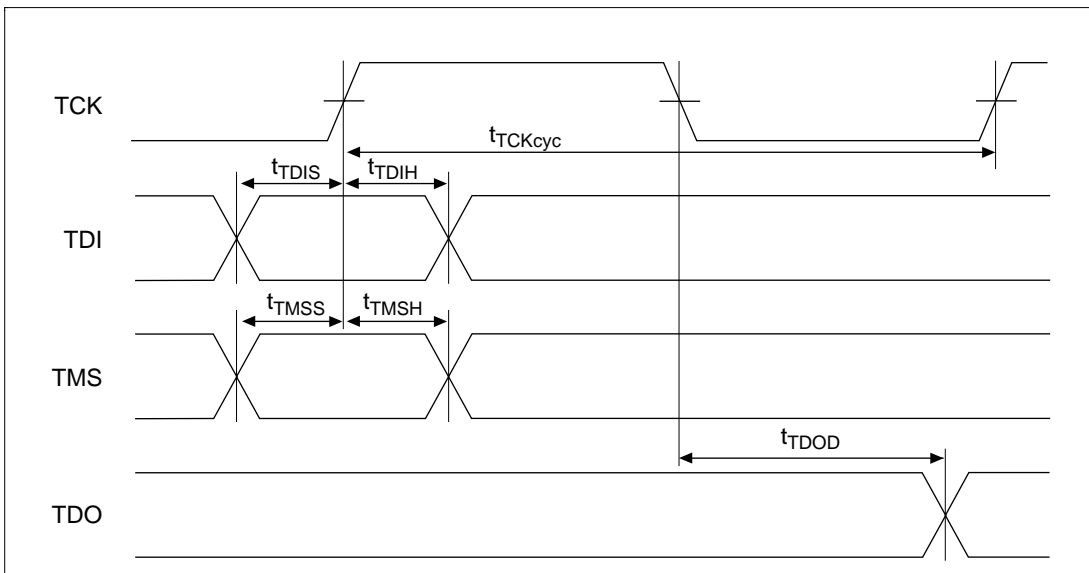 TCK
tTCKcyc
tTDIS tTDIH
TDI
tTMSS tTMSH
TMS
tTDOD
TDO